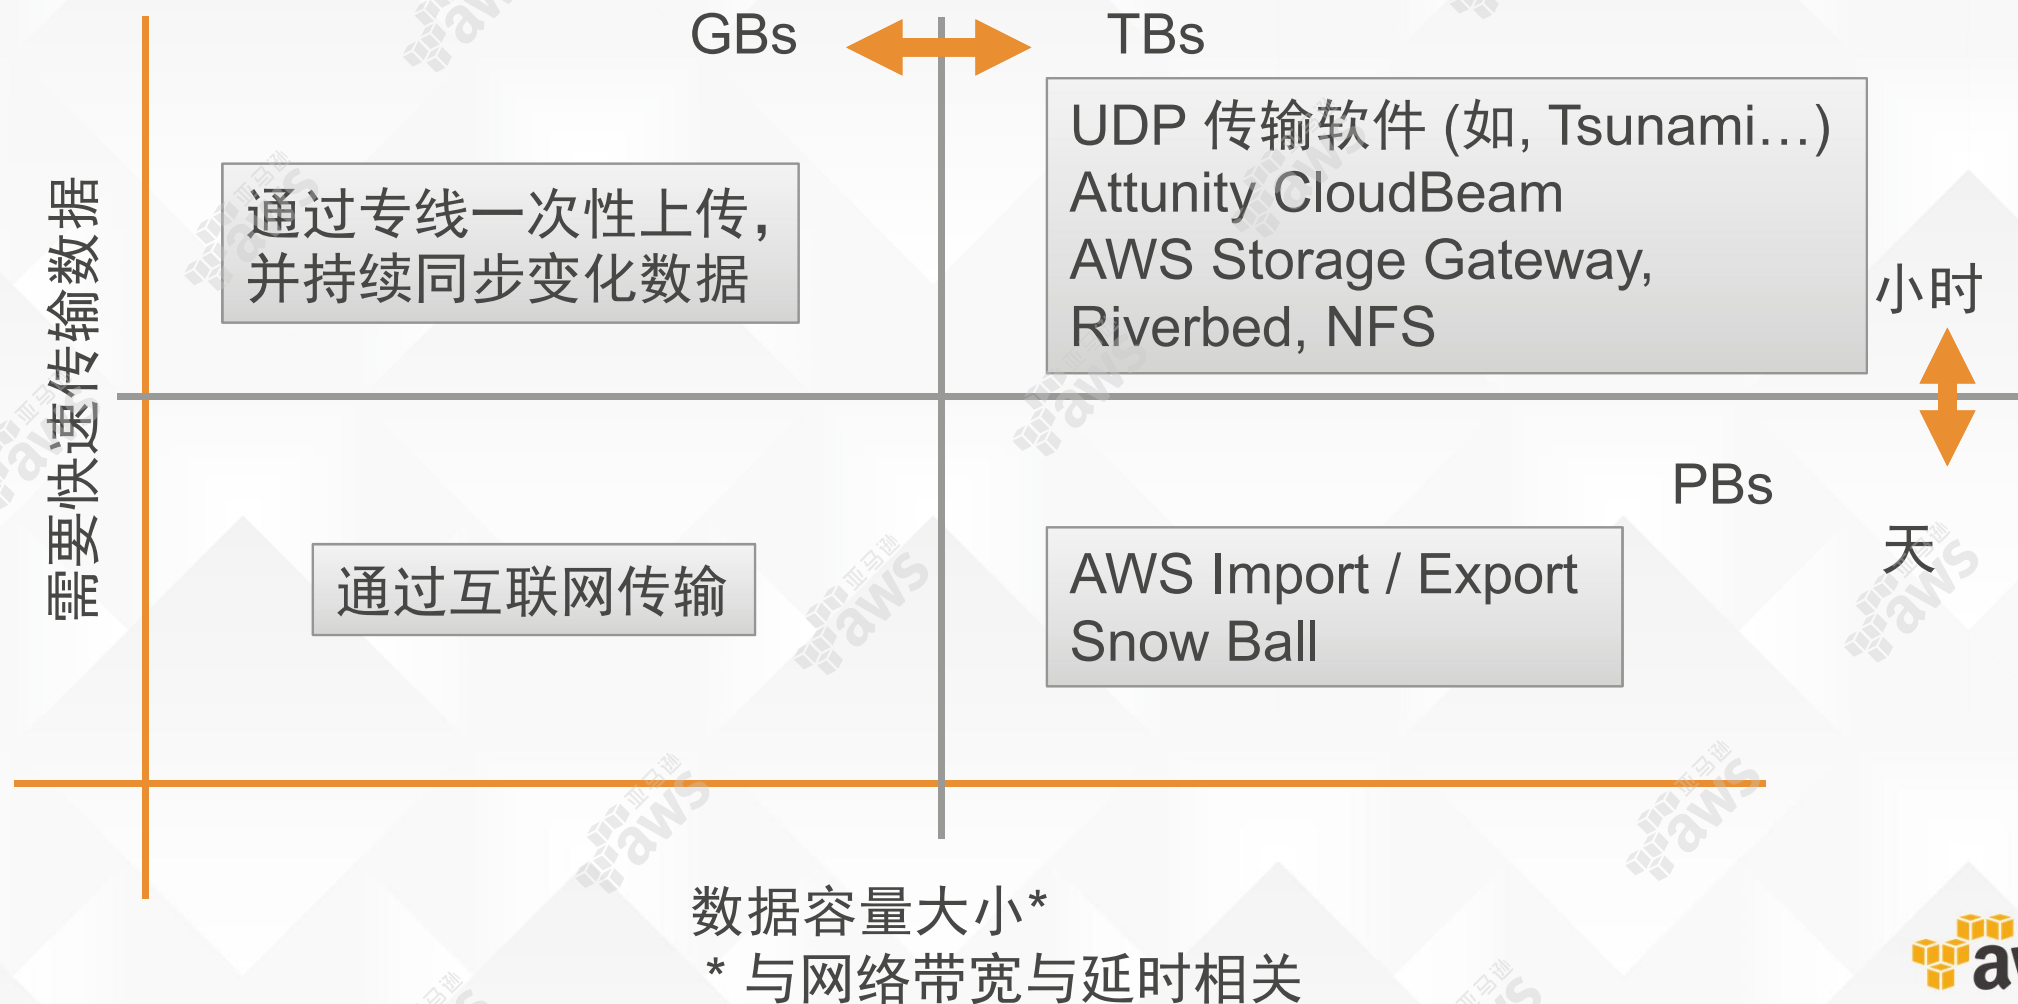 GBs
TBs
UDP 传输软件 (如, Tsunami…)
Attunity CloudBeam
AWS Storage Gateway,
Riverbed, NFS
通过专线一次性上传，
并持续同步变化数据
小时
需要快速传输数据
PBs
天
通过互联网传输
AWS Import / Export
Snow Ball
数据容量大小*
* 与网络带宽与延时相关